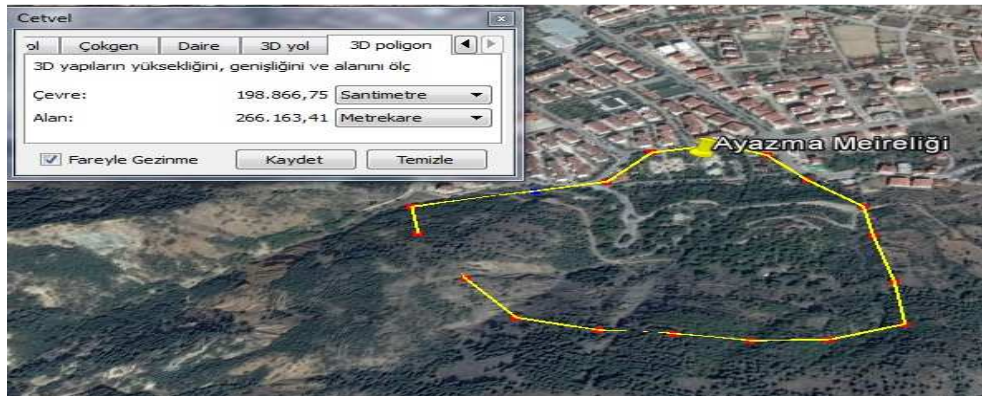 Cetvel
ol Çokgen Daire 3D yol 3D poligon
3D yapıların yüksekliğini, genişliğini ve alanını ölç
Çevre: 198.866,75 Santimetre
Alan: 266.163,41 Metrekare
Fareyle Gezinme Kaydet Temizle
Ayazma Meireliği